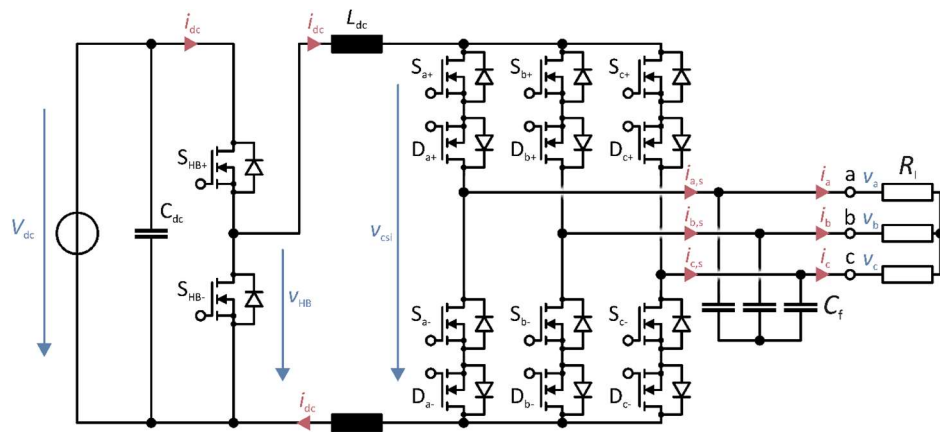 i_dc
i_dc
L_dc
S_a+
S_b+
S_c+
D_a+
D_b+
D_c+
S_HB+
i_a,s
i_a
a
v_a
R_l
V_dc
C_dc
v_csi
i_b,s
i_b
b
v_b
i_c,s
i_c
c
v_c
S_HB-
v_HB
S_a-
S_b-
S_c-
C_f
D_a-
D_b-
D_c-
i_dc